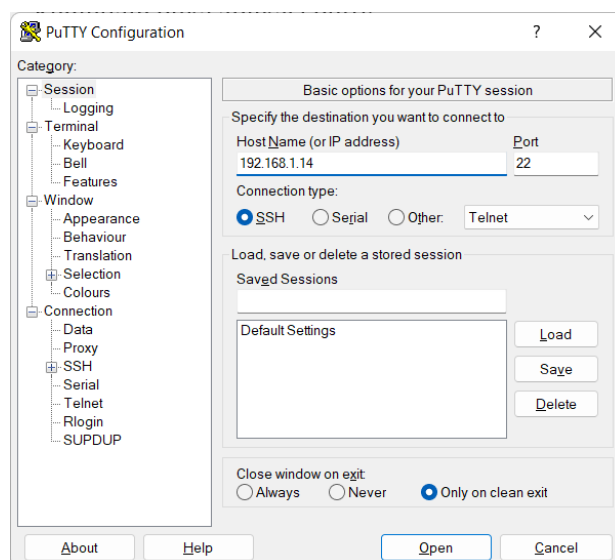 PuTTY Configuration
?
Category:
Session
Logging
Terminal
Keyboard
Bell
Features
Window
Appearance
Behaviour
Translation
Selection
Colours
Connection
Data
Proxy
SSH
Serial
Telnet
Rlogin
SUPDUP
Basic options for your PuTTY session
Specify the destination you want to connect to
Host Name (or IP address) Port
192.168.1.14 22
Connection type:
SSH Serial Other: Telnet
Load, save or delete a stored session
Saved Sessions
Default Settings
Load
Save
Delete
Close window on exit:
Always Never Only on clean exit
About Help Open Cancel